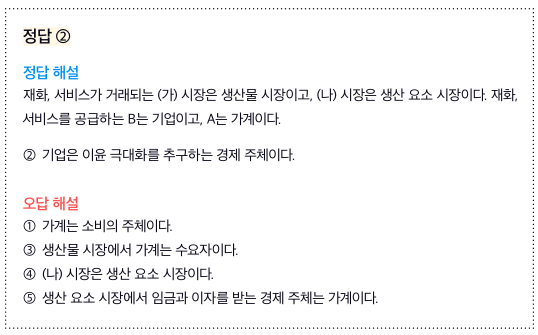 정답 ②
정답 해설
재화, 서비스가 거래되는 (가) 시장은 생산물 시장이고, (나) 시장은 생산 요소 시장이다. 재화,
서비스를 공급하는 B는 기업이고, A는 가계이다.
② 기업은 이윤 극대화를 추구하는 경제 주체이다.
오답 해설
① 가계는 소비의 주체이다.
③ 생산물 시장에서 가계는 수요자이다.
④ (나) 시장은 생산 요소 시장이다.
⑤ 생산 요소 시장에서 임금과 이자를 받는 경제 주체는 가계이다.